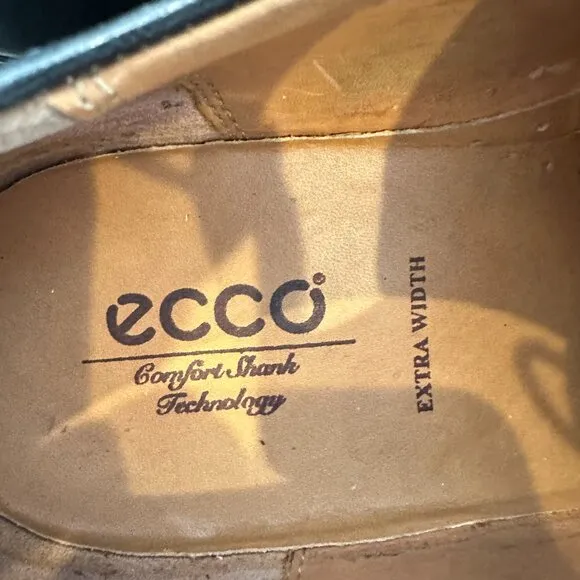 ecco
Comfort Shank
Technology
EXTRA WIDTH